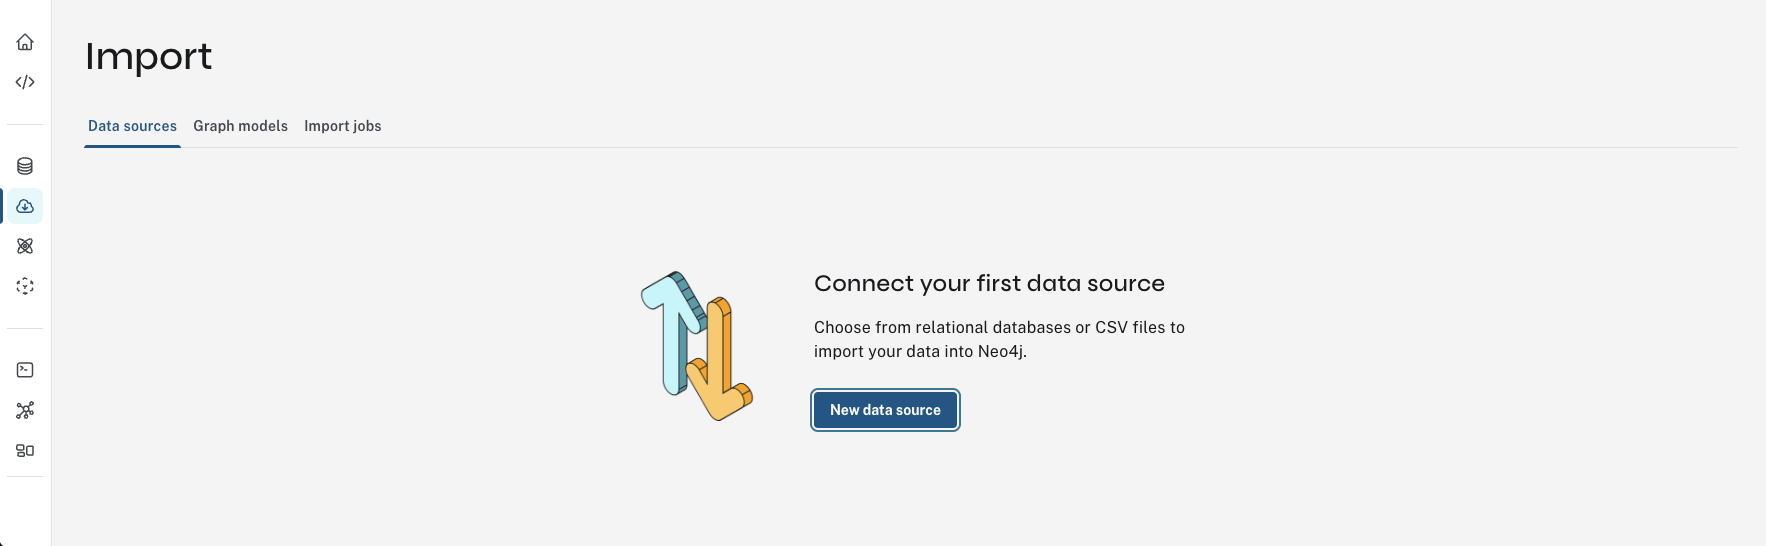 Import
Data sources
Graph models
Import jobs
Connect your first data source
Choose from relational databases or CSV files to
import your data into Neo4j.
New data source